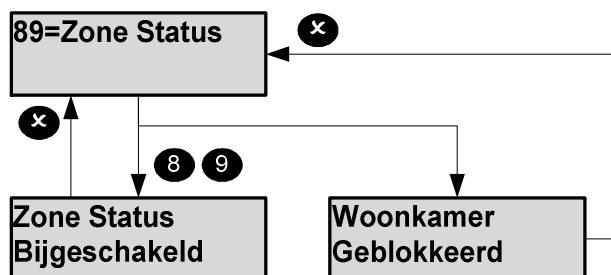 89=Zone Status
x
x
8 9
Zone Status
Bijgeschakeld
Woonkamer
Geblokkeerd